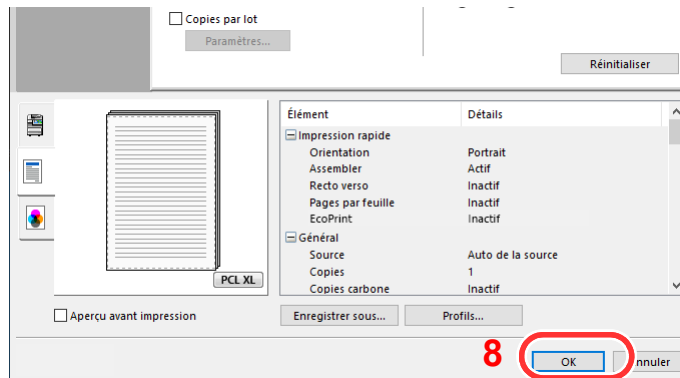 Copies par lot
Paramètres...
Réinitialiser
Élément Détails
Impression rapide
Orientation Portrait
Assembler Actif
Recto verso Inactif
Pages par feuille Inactif
EcoPrint Inactif
Général
Source Auto de la source
Copies 1
Copies carbone Inactif
PCL XL
Aperçu avant impression
Enregistrer sous... Profils...
8 OK nnuler